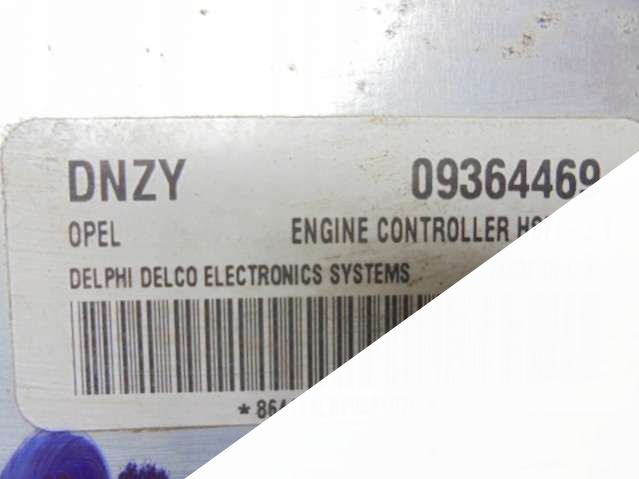 DNZY 09364469
OPEL ENGINE CONTROLLER
DELPHI DELCO ELECTRONICS SYSTEMS